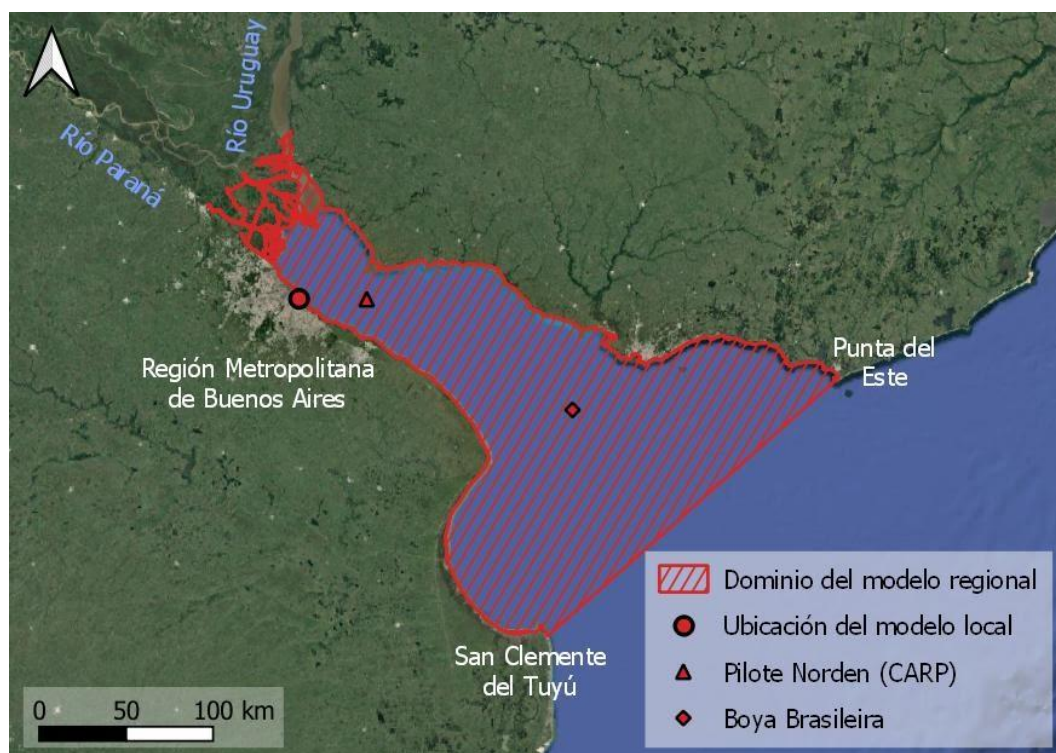 Río Uruguay
Río Paraná
Región Metropolitana
de Buenos Aires
Punta del
Este
San Clemente
del Tuyú
Dominio del modelo regional
Ubicación del modelo local
Pilote Norden (CARP)
Boya Brasileira
0 50 100 km